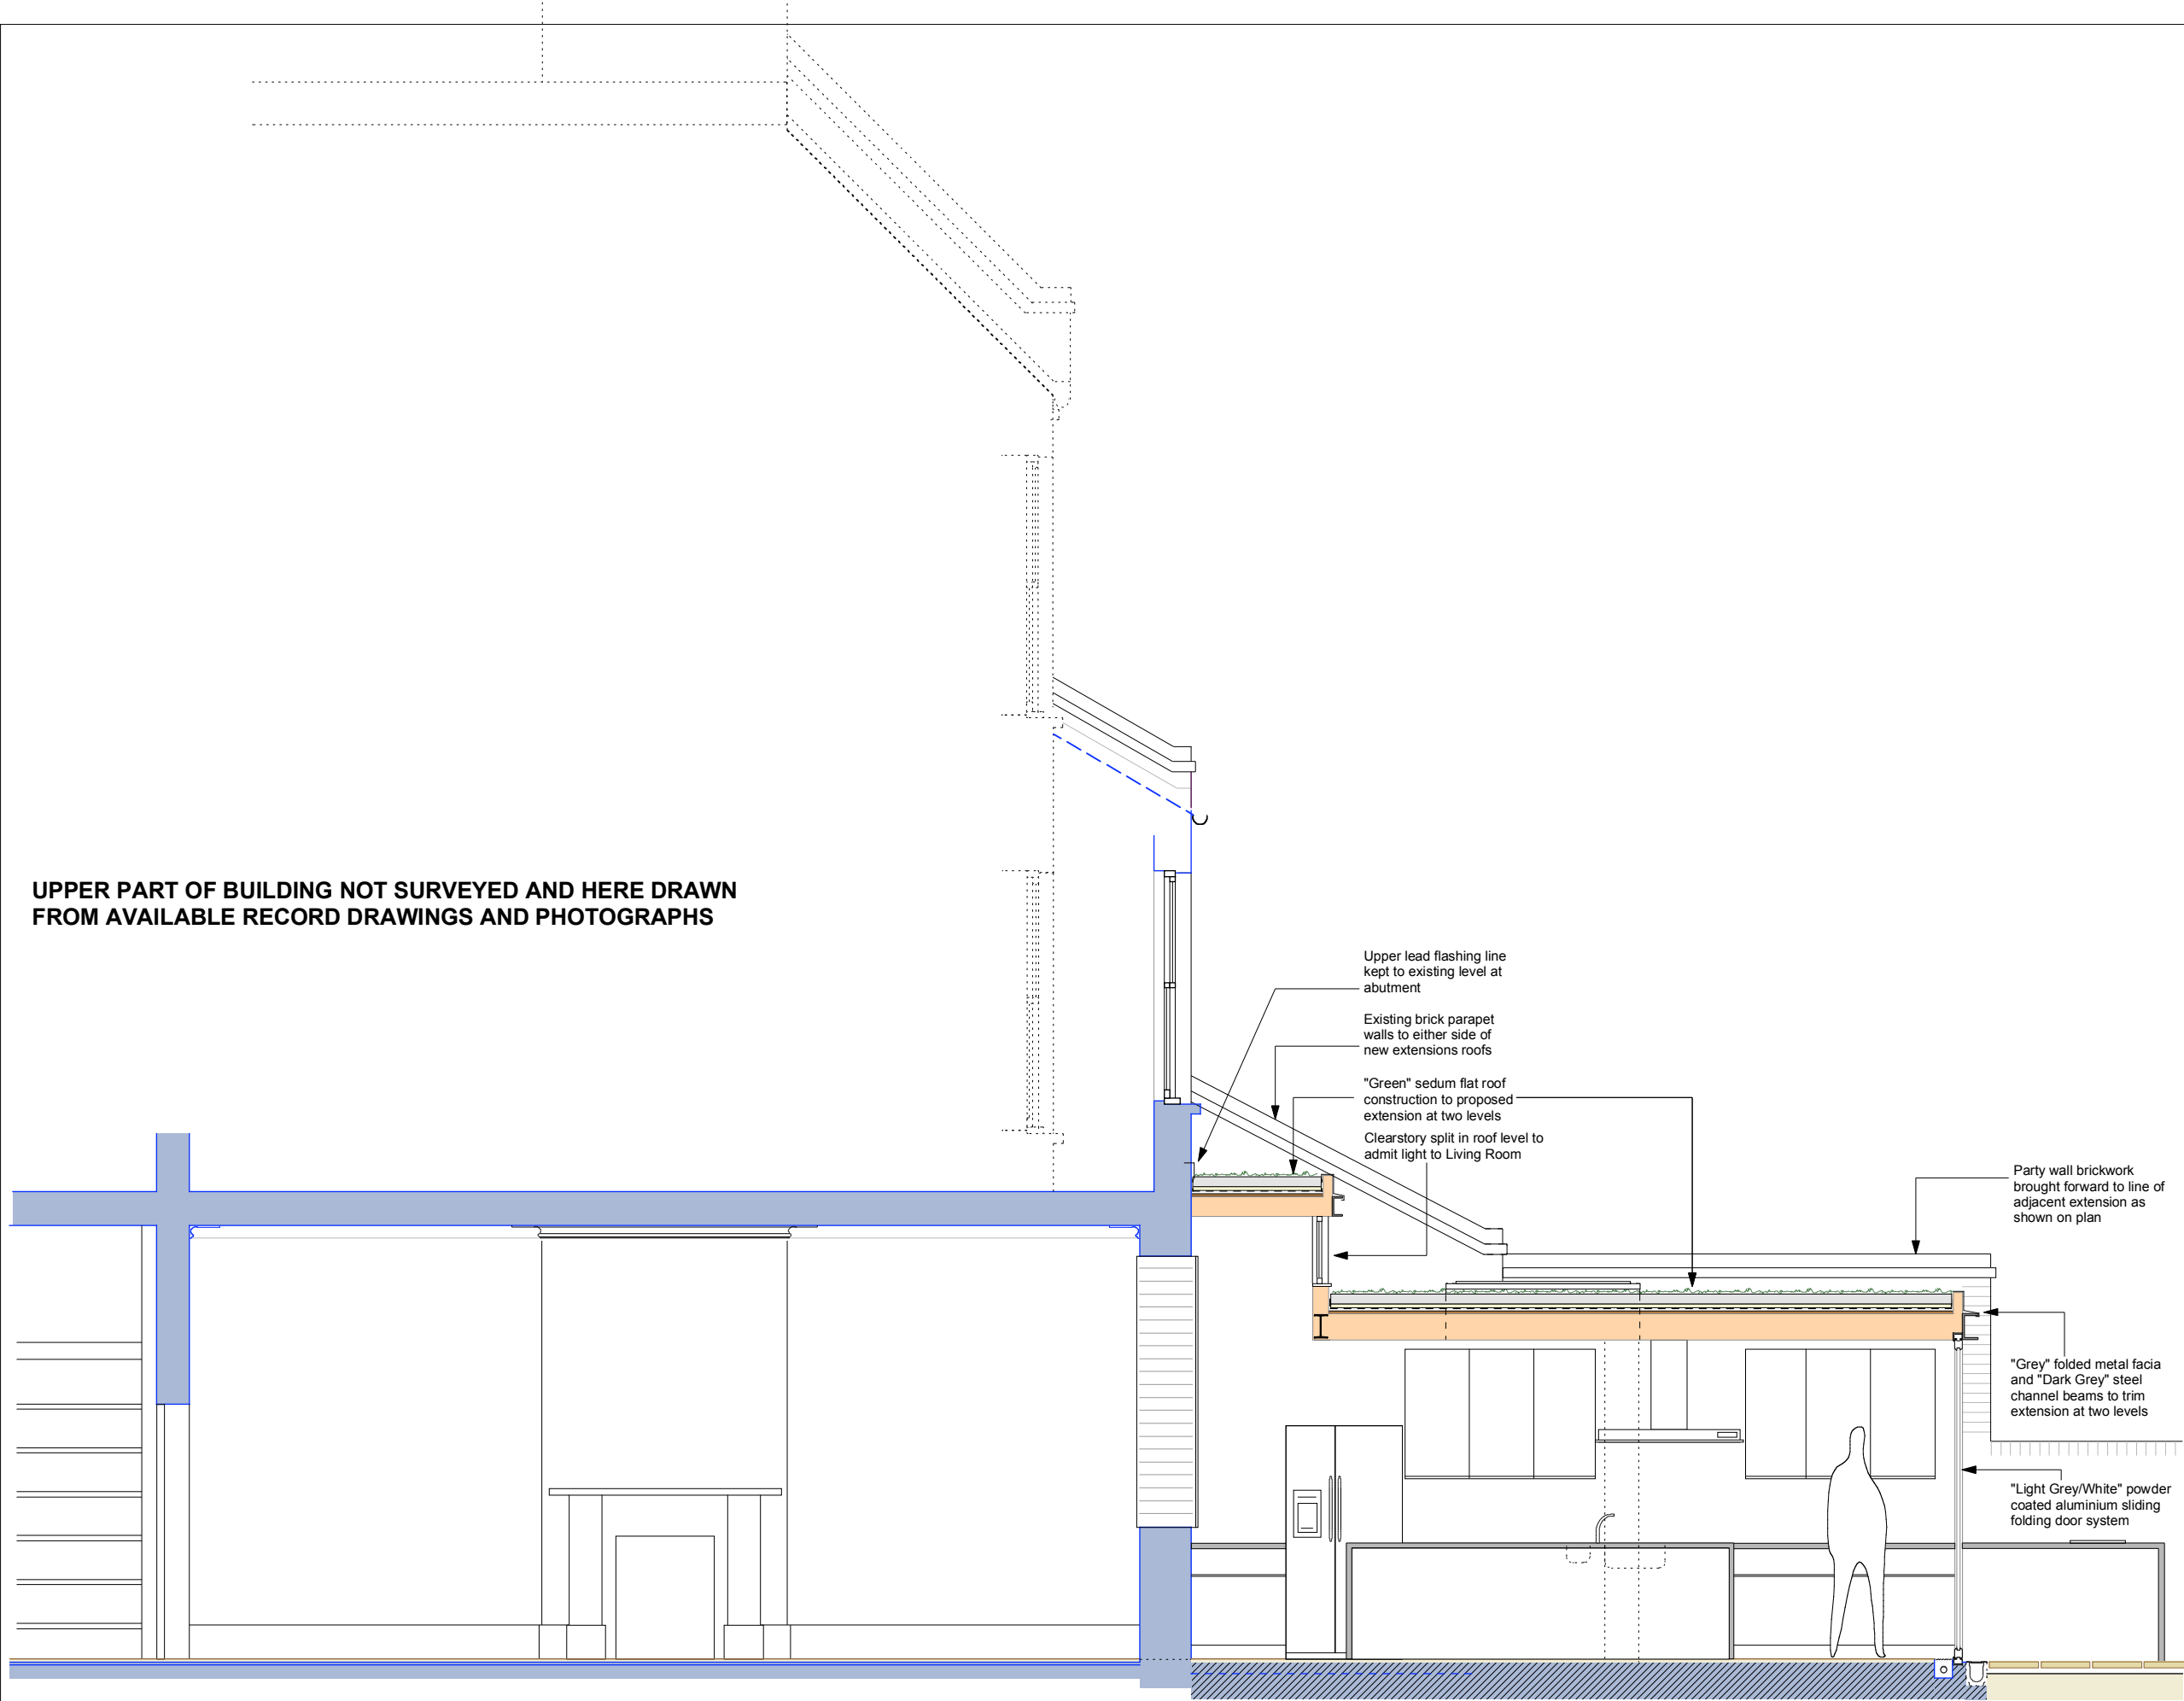 UPPER PART OF BUILDING NOT SURVEYED AND HERE DRAWN
FROM AVAILABLE RECORD DRAWINGS AND PHOTOGRAPHS
Upper lead flashing line
kept to existing level at
abutment
Existing brick parapet
walls to either side of
new extensions roofs
"Green" sedum flat roof
construction to proposed
extension at two levels
Clearstory split in roof level to
admit light to Living Room
Party wall brickwork
brought forward to line of
adjacent extension as
shown on plan
"Grey" folded metal facia
and "Dark Grey" steel
channel beams to trim
extension at two levels
"Light Grey/White" powder
coated aluminium sliding
folding door system